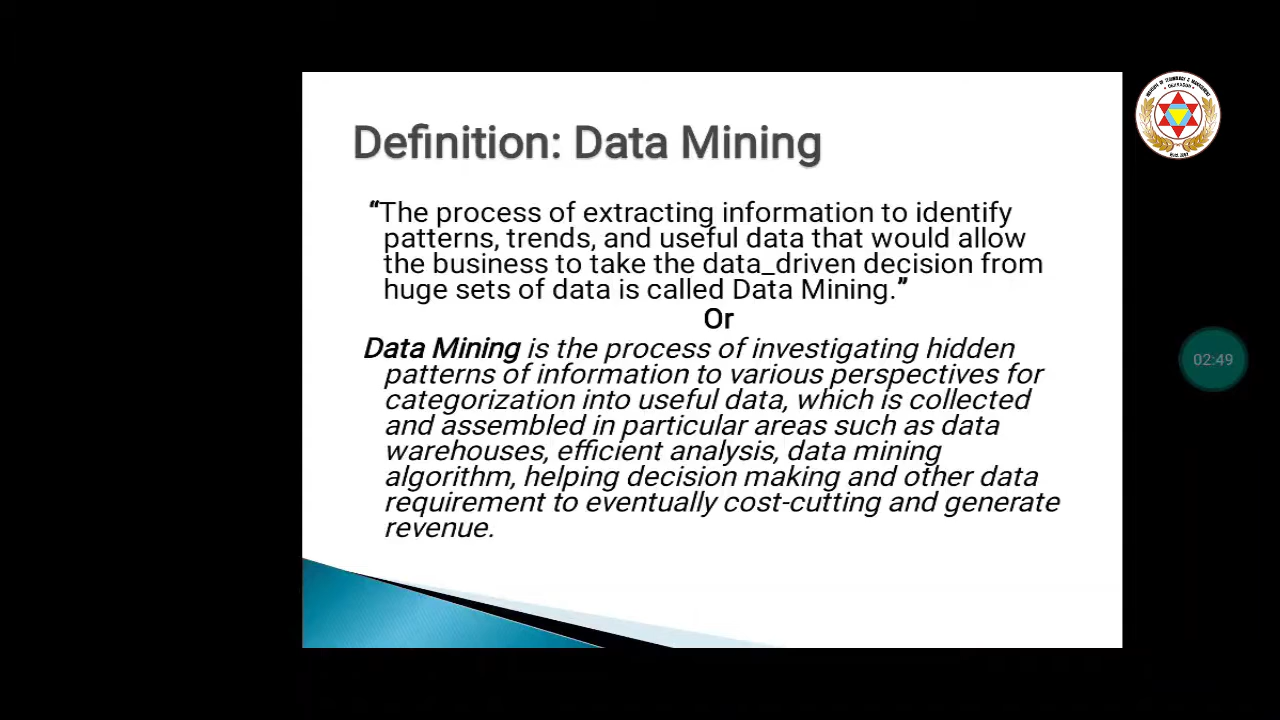 Definition: Data Mining
“The process of extracting information to identify
patterns, trends, and useful data that would allow
the business to take the data_driven decision from
huge sets of data is called Data Mining.”
Or
Data Mining is the process of investigating hidden
patterns of information to various perspectives for
categorization into useful data, which is collected
and assembled in particular areas such as data
warehouses, efficient analysis, data mining
algorithm, helping decision making and other data
requirement to eventually cost-cutting and generate
revenue.
02:49